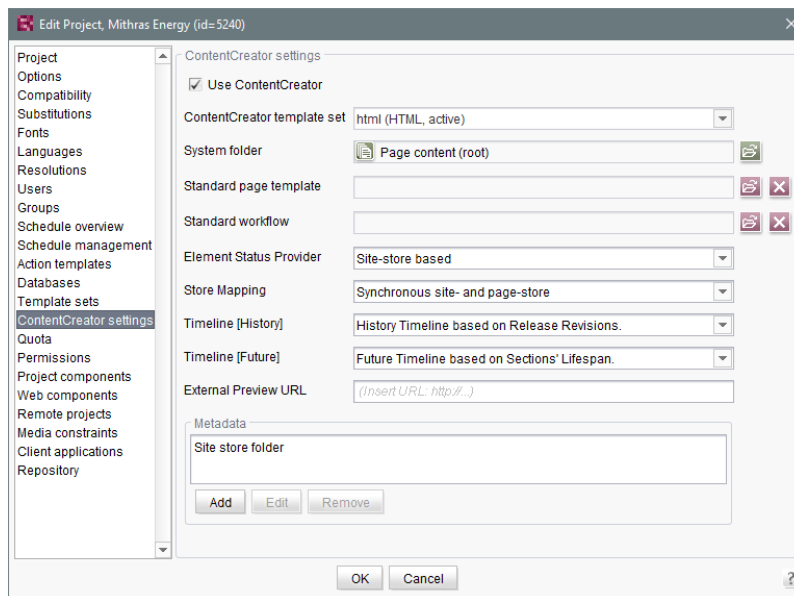 Edit Project, Mithras Energy (id=5240)
Project
Options
Compatibility
Substitutions
Fonts
Languages
Resolutions
Users
Groups
Schedule overview
Schedule management
Action templates
Databases
Template sets
ContentCreator settings
Quota
Permissions
Project components
Web components
Remote projects
Media constraints
Client applications
Repository
ContentCreator settings
Use ContentCreator
ContentCreator template set html (HTML, active)
System folder Page content (root)
Standard page template
Standard workflow
Element Status Provider Site-store based
Store Mapping Synchronous site- and page-store
Timeline [History] History Timeline based on Release Revisions.
Timeline [Future] Future Timeline based on Sections' Lifespan.
External Preview URL (Insert URL: http://...)
Metadata
Site store folder
Add Edit Remove
OK Cancel ?